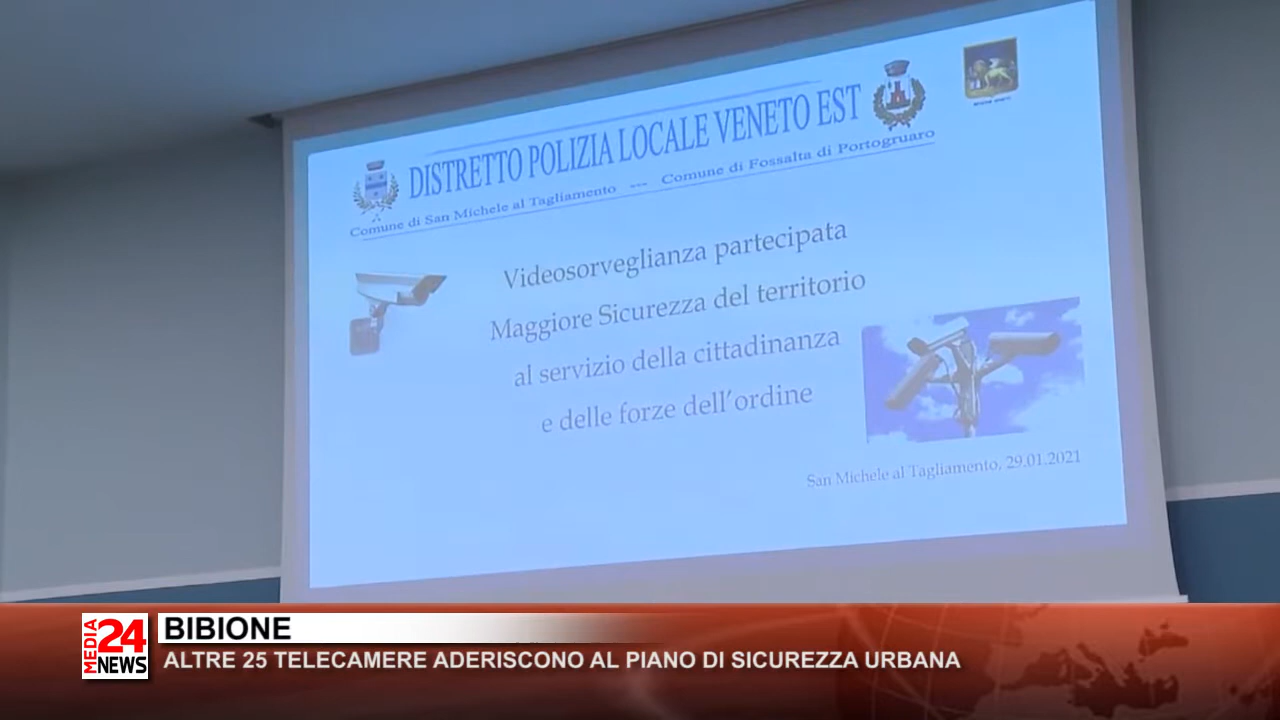 DISTRETTO POLIZIA LOCALE VENETO EST
Comune di San Michele al Tagliamento --- Comune di Fossalta di Portogruaro
Videosorveglianza partecipata
Maggiore Sicurezza del territorio
al servizio della cittadinanza
e delle forze dell'ordine
San Michele al Tagliamento, 29.01.2021
MEDIA
24
NEWS
BIBIONE
ALTRE 25 TELECAMERE ADERISCONO AL PIANO DI SICUREZZA URBANA